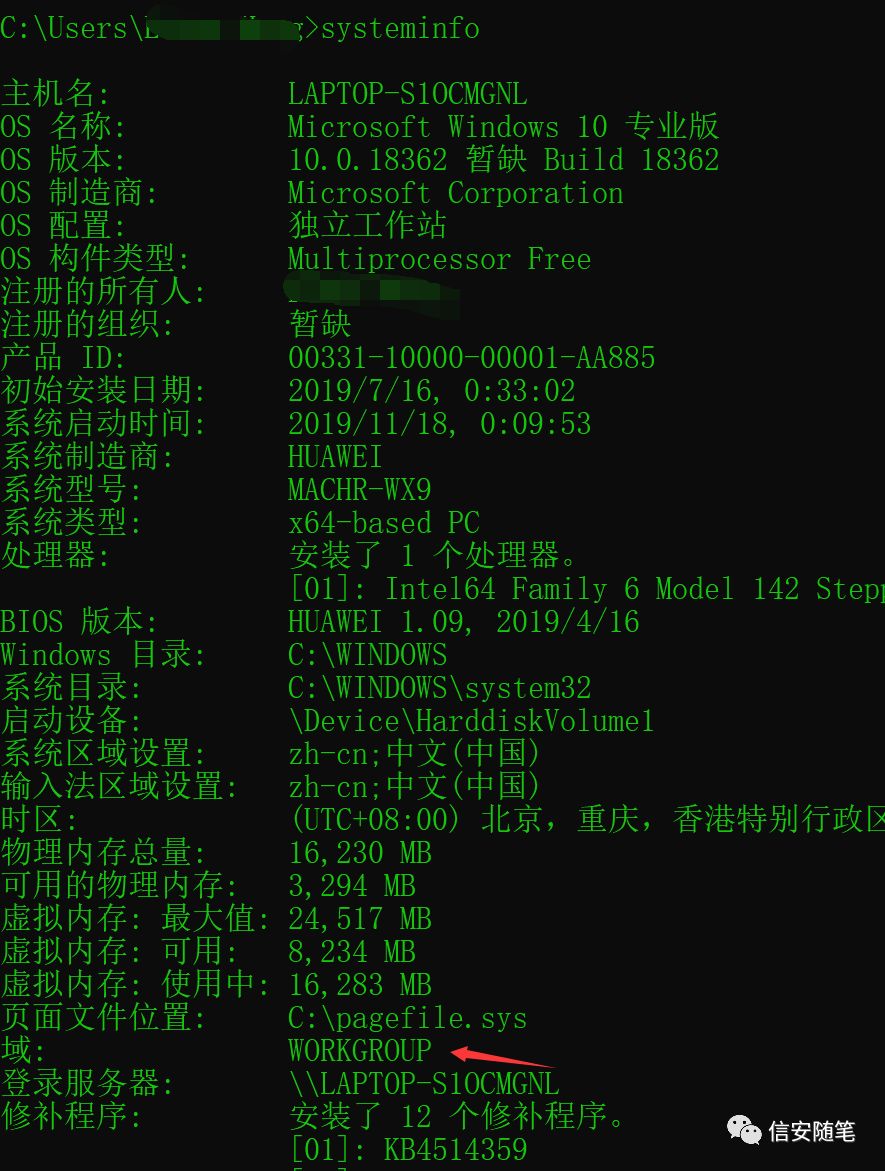 C:\Users\ >systeminfo
主机名: LAPTOP-S1OCMGNL
OS 名称: Microsoft Windows 10 专业版
OS 版本: 10.0.18362 暂缺 Build 18362
OS 制造商: Microsoft Corporation
OS 配置: 独立工作站
OS 构件类型: Multiprocessor Free
注册的所有人:
注册的组织: 暂缺
产品 ID: 00331-10000-00001-AA885
初始安装日期: 2019/7/16, 0:33:02
系统启动时间: 2019/11/18, 0:09:53
系统制造商: HUAWEI
系统型号: MACHR-WX9
系统类型: x64-based PC
处理器: 安装了 1 个处理器。
[01]: Intel64 Family 6 Model 142 Step
BIOS 版本: HUAWEI 1.09, 2019/4/16
Windows 目录: C:\WINDOWS
系统目录: C:\WINDOWS\system32
启动设备: \Device\HarddiskVolume1
系统区域设置: zh-cn;中文(中国)
输入法区域设置: zh-cn;中文(中国)
时区: (UTC+08:00) 北京，重庆，香港特别行政区
物理内存总量: 16,230 MB
可用的物理内存: 3,294 MB
虚拟内存: 最大值: 24,517 MB
虚拟内存: 可用: 8,234 MB
虚拟内存: 使用中: 16,283 MB
页面文件位置: C:\pagefile.sys
域: WORKGROUP
登录服务器: \\LAPTOP-S1OCMGNL
修补程序: 安装了 12 个修补程序。
[01]: KB4514359
信安随笔